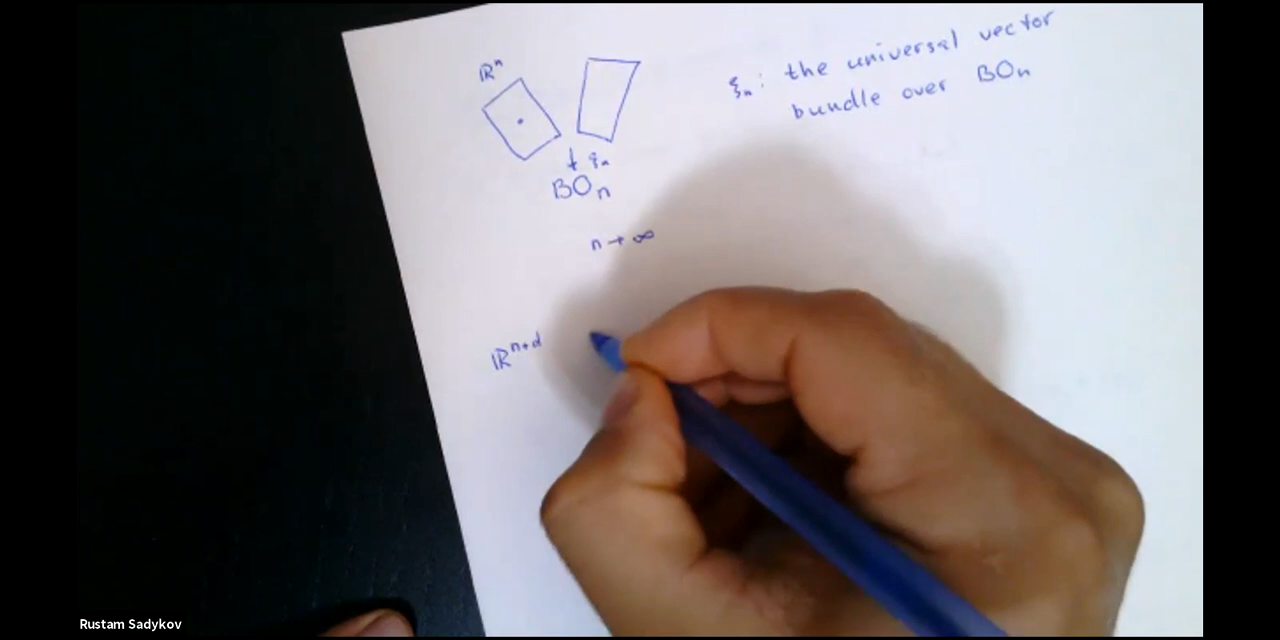 ℝⁿ
ξₙ: the universal vector
bundle over BOₙ
↓ ξₙ
BOₙ
n → ∞
ℝⁿ⁺ᵈ
Rustam Sadykov